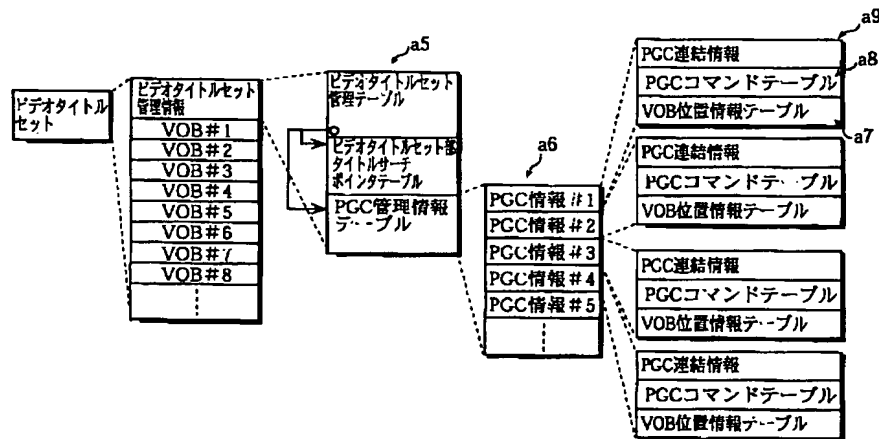 ビデオタイトル
セット
ビデオタイトルセット
管理情報
VOB#1
VOB#2
VOB#3
VOB#4
VOB#5
VOB#6
VOB#7
VOB#8
a5
ビデオタイトルセット
管理テーブル
ビデオタイトルセット部
タイトルサーチ
ポインタテーブル
PGC管理情報
テーブル
a6
PGC情報#1
PGC情報#2
PGC情報#3
PGC情報#4
PGC情報#5
a9
PGC連結情報
a8
PGCコマンドテーブル
VOB位置情報テーブル
a7
PGC連結情報
PGCコマンドテーブル
VOB位置情報テーブル
PGC連結情報
PGCコマンドテーブル
VOB位置情報テーブル
PGC連結情報
PGCコマンドテーブル
VOB位置情報テーブル